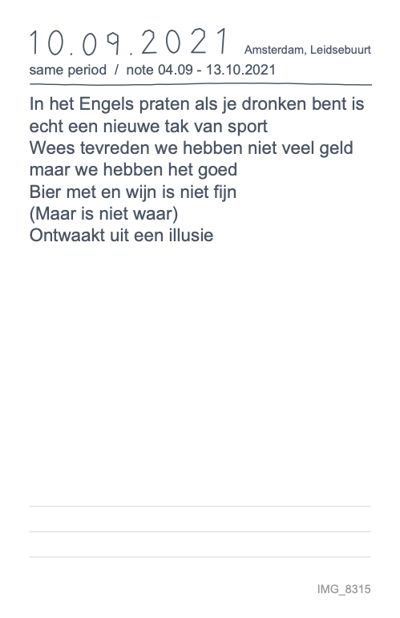 10.09.2021 Amsterdam, Leidsebuurt
same period / note 04.09 - 13.10.2021
In het Engels praten als je dronken bent is
echt een nieuwe tak van sport
Wees tevreden we hebben niet veel geld
maar we hebben het goed
Bier met en wijn is niet fijn
(Maar is niet waar)
Ontwaakt uit een illusie
IMG_8315